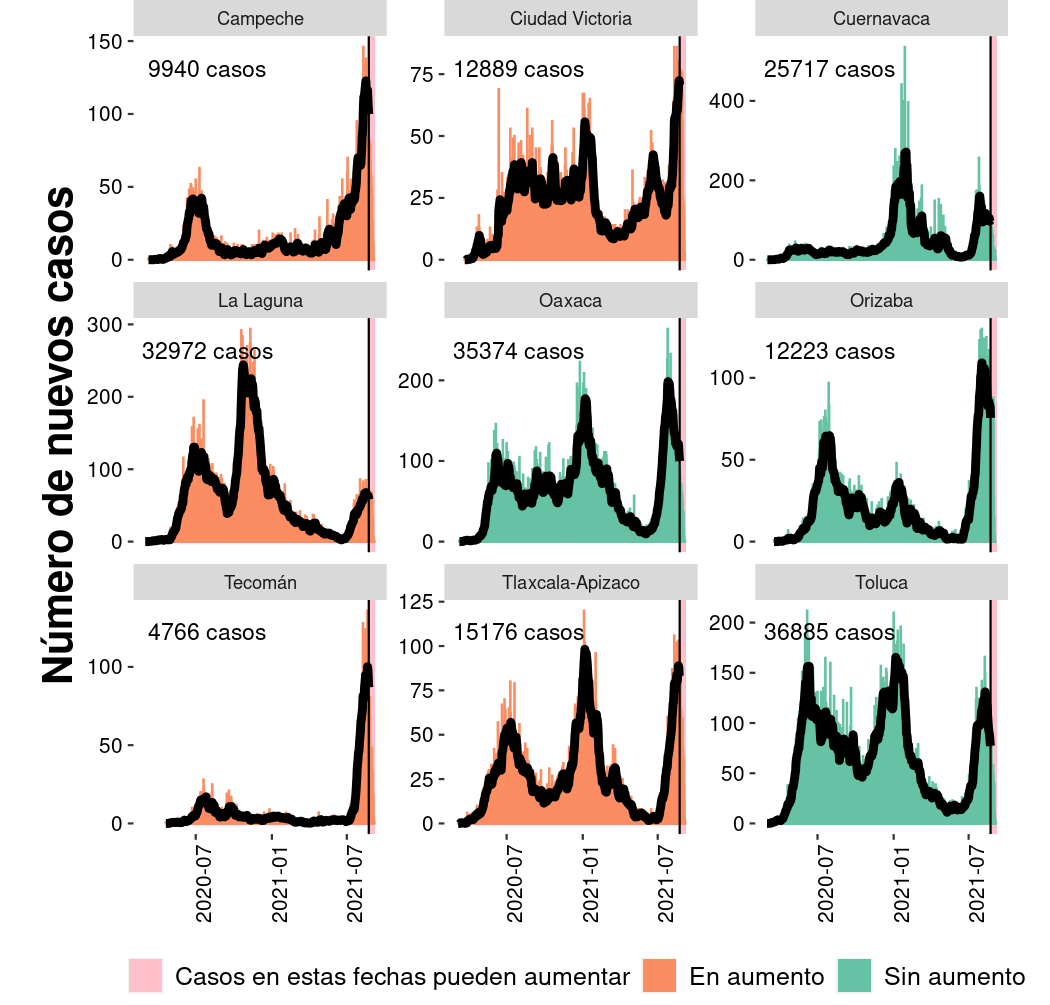 Número de nuevos casos
Campeche
Ciudad Victoria
Cuernavaca
9940 casos
12889 casos
25717 casos
150
100
50
0
75
50
25
0
400
200
0
La Laguna
Oaxaca
Orizaba
32972 casos
35374 casos
12223 casos
300
200
100
0
200
100
0
100
50
0
Tecomán
Tlaxcala-Apizaco
Toluca
4766 casos
15176 casos
36885 casos
100
50
0
125
100
75
50
25
0
200
150
100
50
0
2020-07
2021-01
2021-07
2020-07
2021-01
2021-07
2020-07
2021-01
2021-07
Casos en estas fechas pueden aumentar
En aumento
Sin aumento